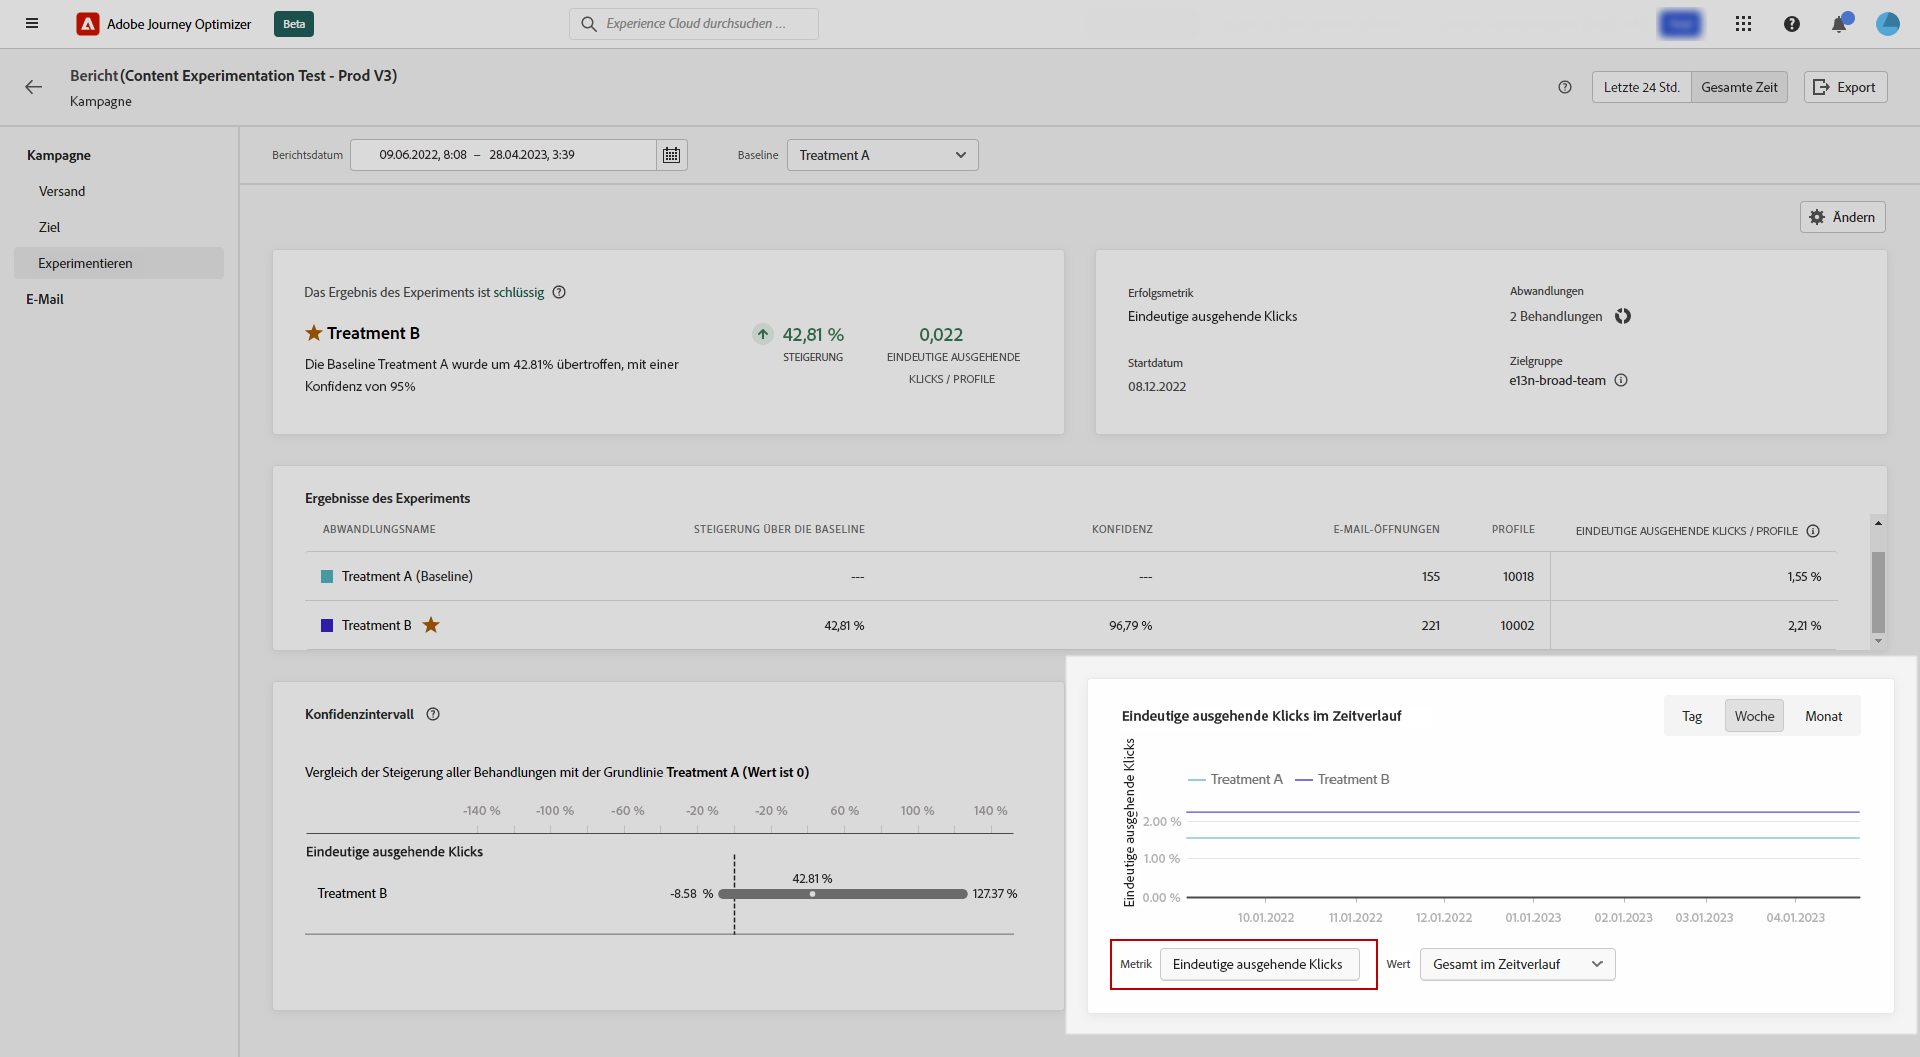 Adobe Journey Optimizer
Beta
Experience Cloud durchsuchen ...
Bericht(Content Experimentation Test - Prod V3)
Kampagne
Letzte 24 Std.
Gesamte Zeit
Export
Kampagne
Versand
Ziel
Experimentieren
E-Mail
Berichtsdatum
09.06.2022, 8:08 – 28.04.2023, 3:39
Baseline
Treatment A
Ändern
Das Ergebnis des Experiments ist schlüssig
Treatment B
Die Baseline Treatment A wurde um 42.81% übertroffen, mit einer
Konfidenz von 95%
42,81 %
STEIGERUNG
0,022
EINDEUTIGE AUSGEHENDE
KLICKS / PROFILE
Erfolgsmetrik
Eindeutige ausgehende Klicks
Abwandlungen
2 Behandlungen
Startdatum
08.12.2022
Zielgruppe
e13n-broad-team
Ergebnisse des Experiments
ABWANDLUNGSNAME STEIGERUNG ÜBER DIE BASELINE KONFIDENZ E-MAIL-ÖFFNUNGEN PROFILE EINDEUTIGE AUSGEHENDE KLICKS / PROFILE
Treatment A (Baseline) --- --- 155 10018 1,55 %
Treatment B 42,81 % 96,79 % 221 10002 2,21 %
Konfidenzintervall
Vergleich der Steigerung aller Behandlungen mit der Grundlinie Treatment A (Wert ist 0)
-140 % -100 % -60 % -20 % -20 % 60 % 100 % 140 %
Eindeutige ausgehende Klicks
42.81 %
Treatment B -8.58 % 127.37 %
Eindeutige ausgehende Klicks im Zeitverlauf
Tag Woche Monat
Eindeutige ausgehende Klicks
Treatment A Treatment B
2.00 %
1.00 %
0.00 %
10.01.2022 11.01.2022 12.01.2022 01.01.2023 02.01.2023 03.01.2023 04.01.2023
Metrik Eindeutige ausgehende Klicks Wert Gesamt im Zeitverlauf